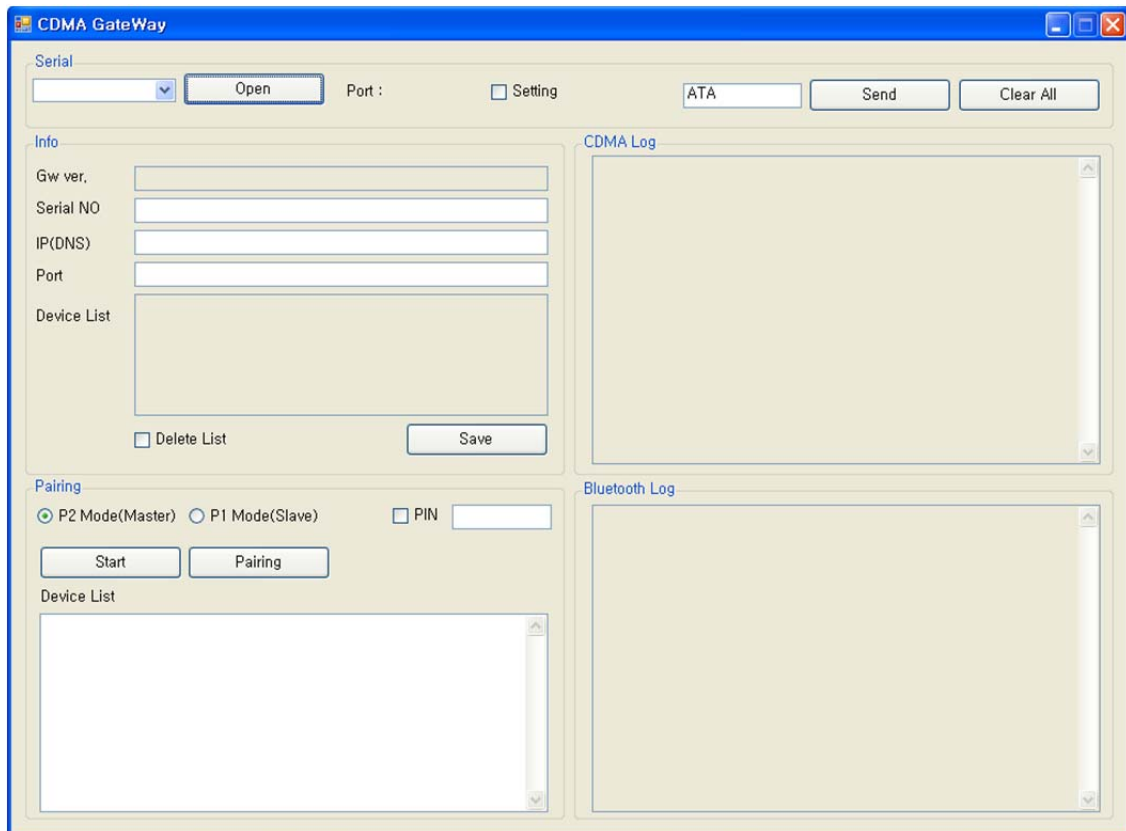 CDMA GateWay
Serial
Open Port : Setting ATA Send Clear All
Info
Gw ver,
Serial NO
IP(DNS)
Port
Device List
Delete List Save
CDMA Log
Pairing
P2 Mode(Master) P1 Mode(Slave) PIN
Start Pairing
Device List
Bluetooth Log